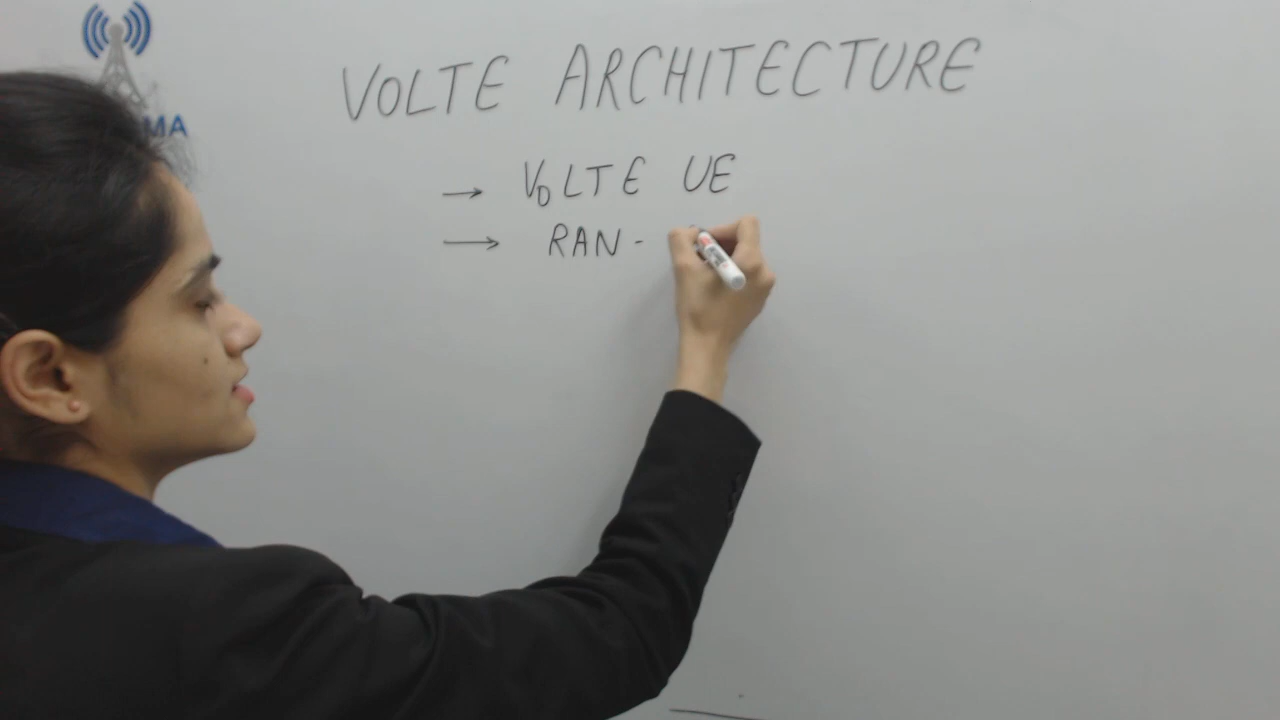 VOLTE ARCHITECTURE
→ VOLTE UE
→ RAN -